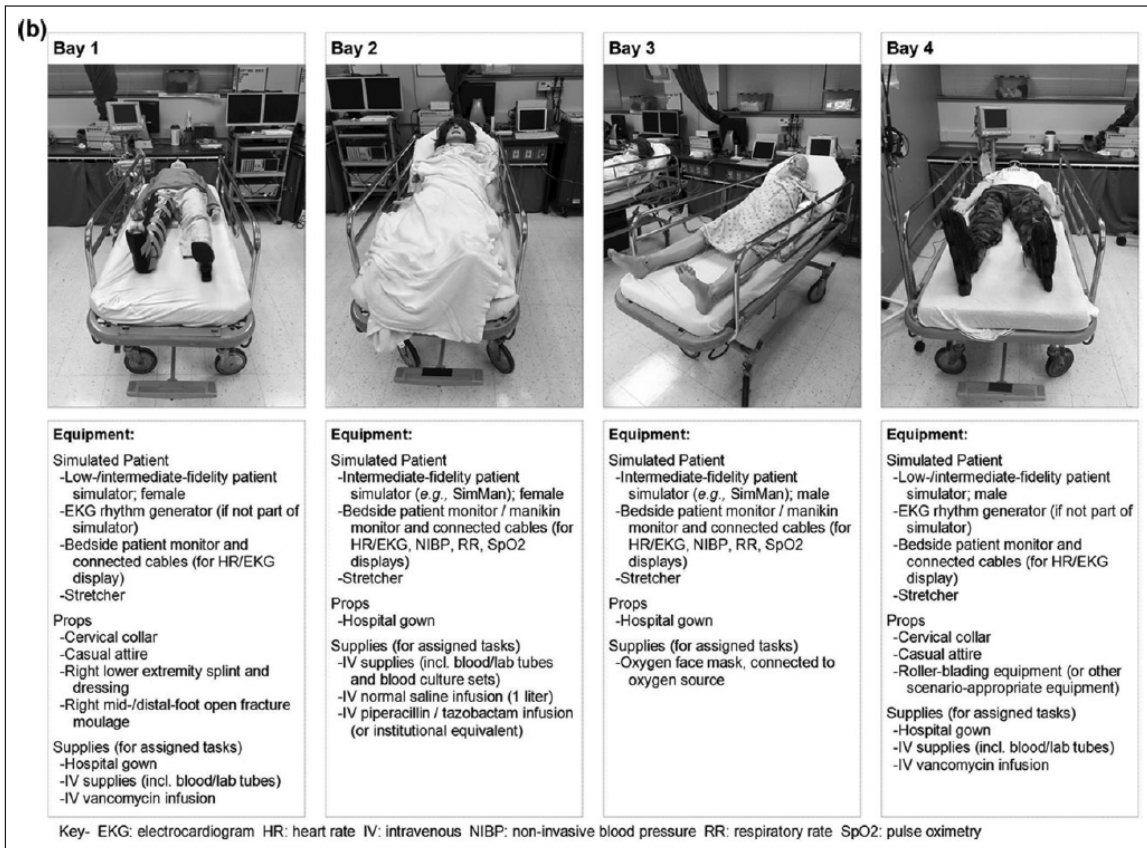 (b)
Bay 1
Equipment:
Simulated Patient
-Low-/intermediate-fidelity patient
simulator; female
-EKG rhythm generator (if not part of
simulator)
-Bedside patient monitor and
connected cables (for HR/EKG
display)
-Stretcher
Props
-Cervical collar
-Casual attire
-Right lower extremity splint and
dressing
-Right mid-/distal-foot open fracture
moulage
Supplies (for assigned tasks)
-Hospital gown
-IV supplies (incl. blood/lab tubes)
-IV vancomycin infusion
Bay 2
Equipment:
Simulated Patient
-Intermediate-fidelity patient
simulator (e.g., SimMan); female
-Bedside patient monitor / manikin
monitor and connected cables (for
HR/EKG, NIBP, RR, SpO2
displays)
-Stretcher
Props
-Hospital gown
Supplies (for assigned tasks)
-IV supplies (incl. blood/lab tubes
and blood culture sets)
-IV normal saline infusion (1 liter)
-IV piperacillin / tazobactam infusion
(or institutional equivalent)
Bay 3
Equipment:
Simulated Patient
-Intermediate-fidelity patient
simulator (e.g., SimMan); male
-Bedside patient monitor / manikin
monitor and connected cables (for
HR/EKG, NIBP, RR, SpO2
displays)
-Stretcher
Props
-Hospital gown
Supplies (for assigned tasks)
-Oxygen face mask, connected to
oxygen source
Bay 4
Equipment:
Simulated Patient
-Low-/intermediate-fidelity patient
simulator; male
-EKG rhythm generator (if not part of
simulator)
-Bedside patient monitor and
connected cables (for HR/EKG
display)
-Stretcher
Props
-Cervical collar
-Casual attire
-Roller-blading equipment (or other
scenario-appropriate equipment)
Supplies (for assigned tasks)
-Hospital gown
-IV supplies (incl. blood/lab tubes)
-IV vancomycin infusion
Key- EKG: electrocardiogram HR: heart rate IV: intravenous NIBP: non-invasive blood pressure RR: respiratory rate SpO2: pulse oximetry